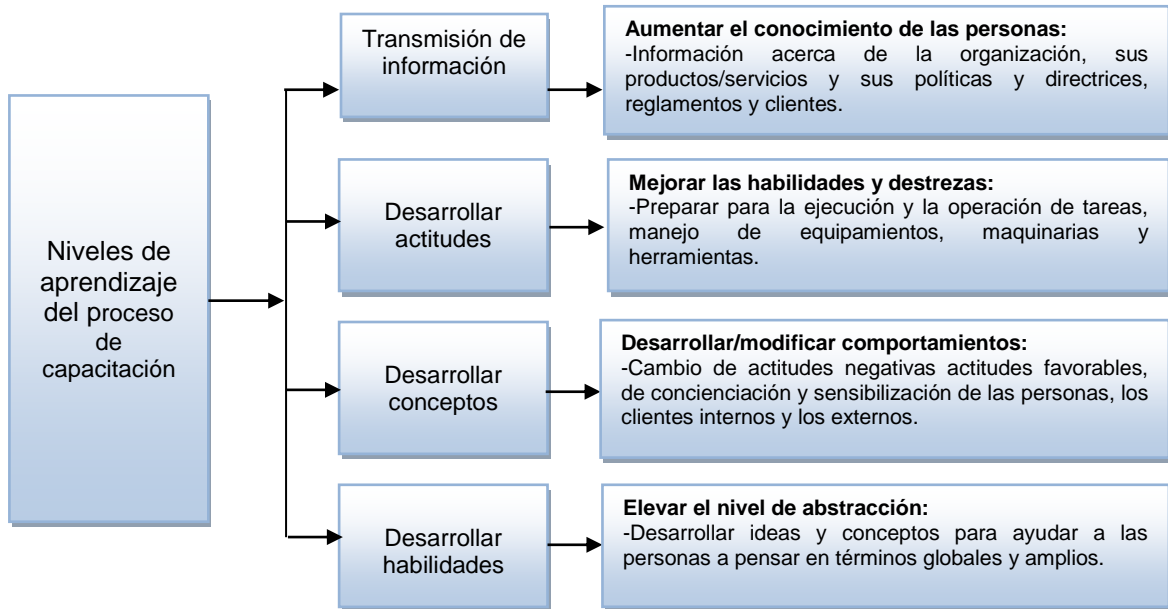 Niveles de
aprendizaje
del proceso
de
capacitación
Transmisión de
información
Aumentar el conocimiento de las personas:
-Información acerca de la organización, sus
productos/servicios y sus políticas y directrices,
reglamentos y clientes.
Desarrollar
actitudes
Mejorar las habilidades y destrezas:
-Preparar para la ejecución y la operación de tareas,
manejo de equipamientos, maquinarias y
herramientas.
Desarrollar
conceptos
Desarrollar/modificar comportamientos:
-Cambio de actitudes negativas actitudes favorables,
de concienciación y sensibilización de las personas, los
clientes internos y los externos.
Desarrollar
habilidades
Elevar el nivel de abstracción:
-Desarrollar ideas y conceptos para ayudar a las
personas a pensar en términos globales y amplios.